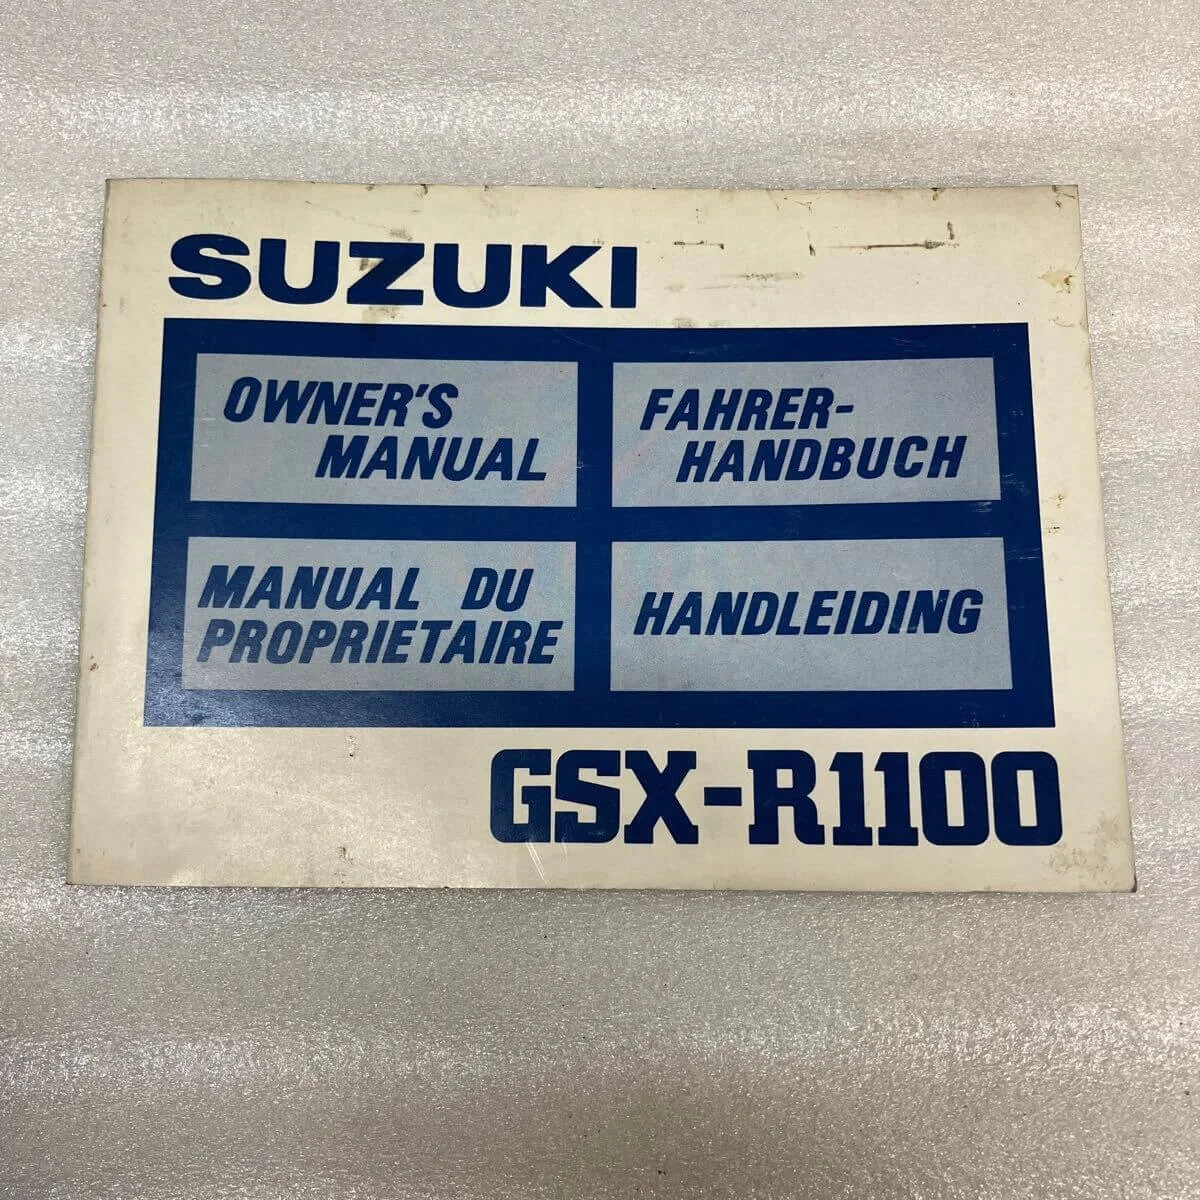 SUZUKI
OWNER'S
MANUAL
FAHRER-
HANDBUCH
MANUAL DU
PROPRIETAIRE
HANDLEIDING
GSX-R1100